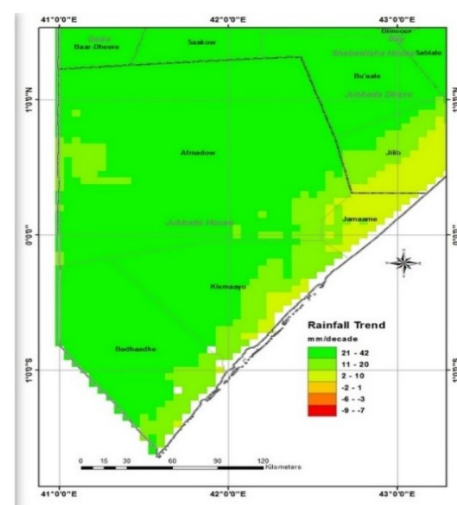 41°0'0"E 42°0'0"E 43°0'0"E
Dinsoor
Baar-Dheere Saakow Sablale
Bu'aale
1°0'0"N 1°0'0"N
Afmadow Jilib
Jamaame
0°0'0" 0°0'0"
Kismaayo
Badhaadhe
Rainfall Trend
mm/decade
21 - 42
11 - 20
2 - 10
-2 - 1
-6 - -3
-9 - -7
1°0'0"S 1°0'0"S
0 15 30 60 90 120
Kilometers
41°0'0"E 42°0'0"E 43°0'0"E